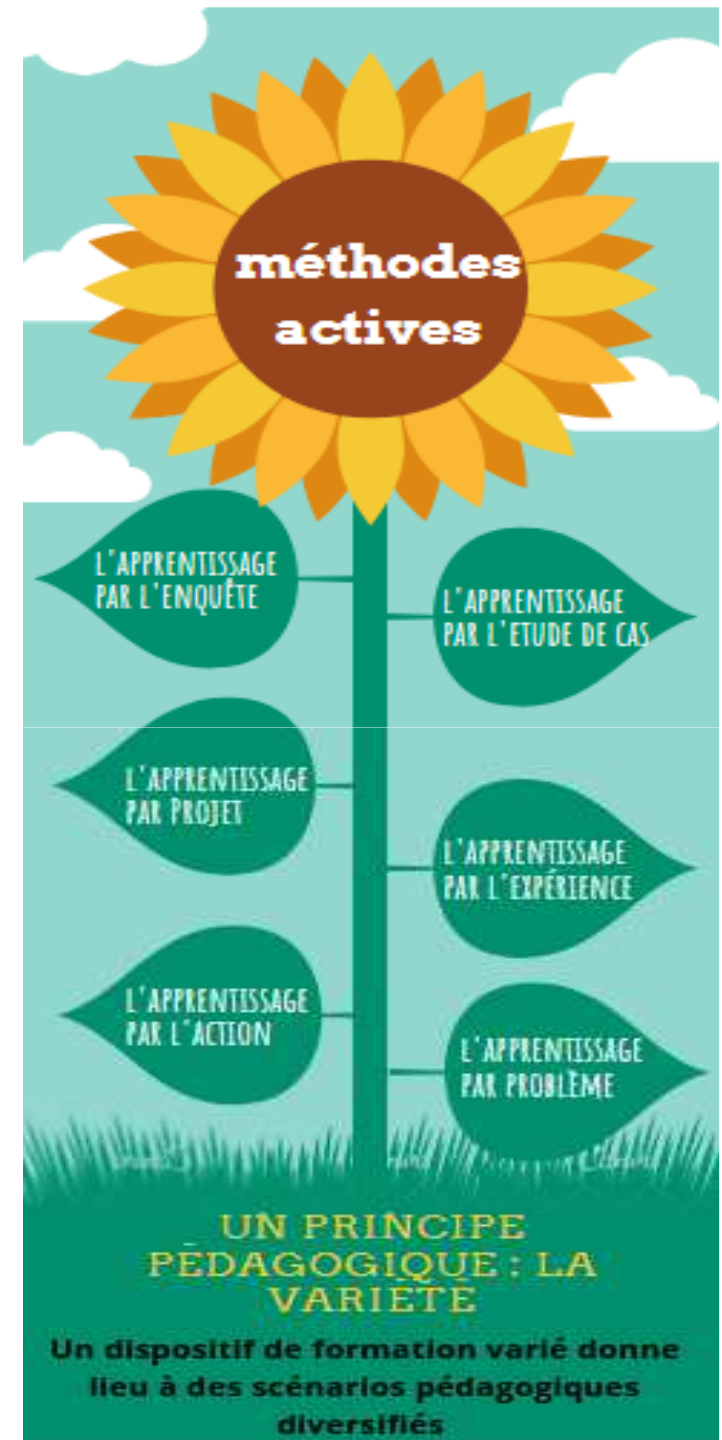 méthodes
actives
L'APPRENTISSAGE
PAR L'ENQUÊTE
L'APPRENTISSAGE
PAR L'ETUDE DE CAS
L'APPRENTISSAGE
PAR PROJET
L'APPRENTISSAGE
PAR L'EXPÉRIENCE
L'APPRENTISSAGE
PAR L'ACTION
L'APPRENTISSAGE
PAR PROBLÈME
UN PRINCIPE
PÉDAGOGIQUE : LA
VARIÉTÉ
Un dispositif de formation varié donne
lieu à des scénarios pédagogiques
diversifiés